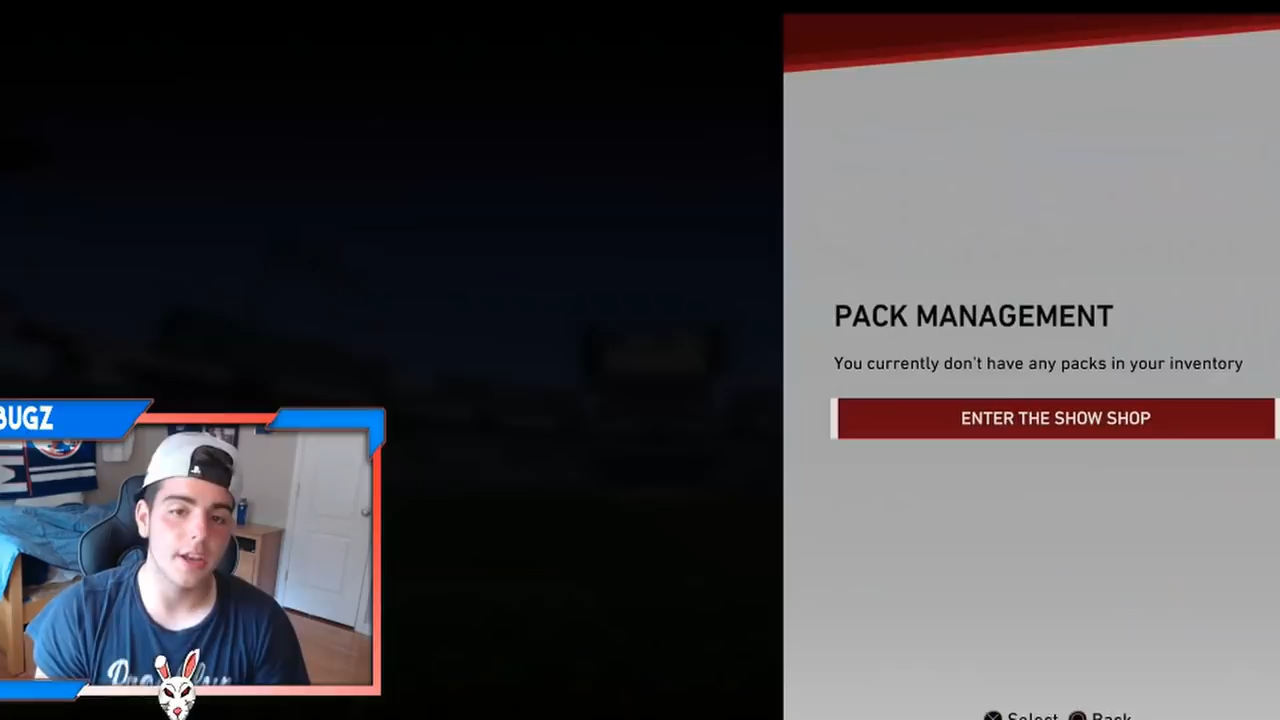 PACK MANAGEMENT
You currently don't have any packs in your inventory
ENTER THE SHOW SHOP
BUGZ
Select Back